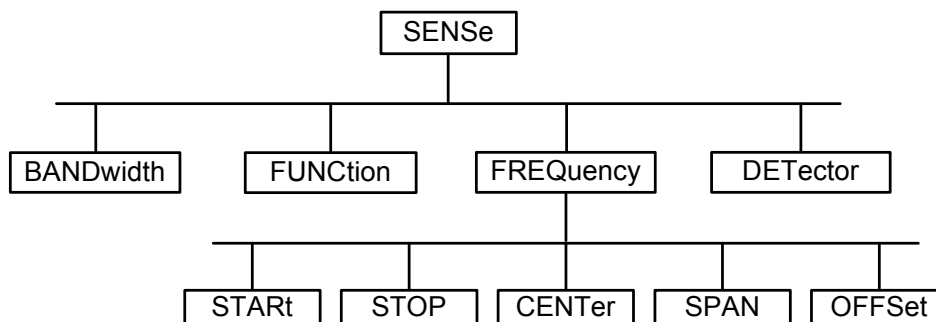 SENSe
BANDwidth FUNCtion FREQuency DETector
STARt STOP CENTer SPAN OFFSet